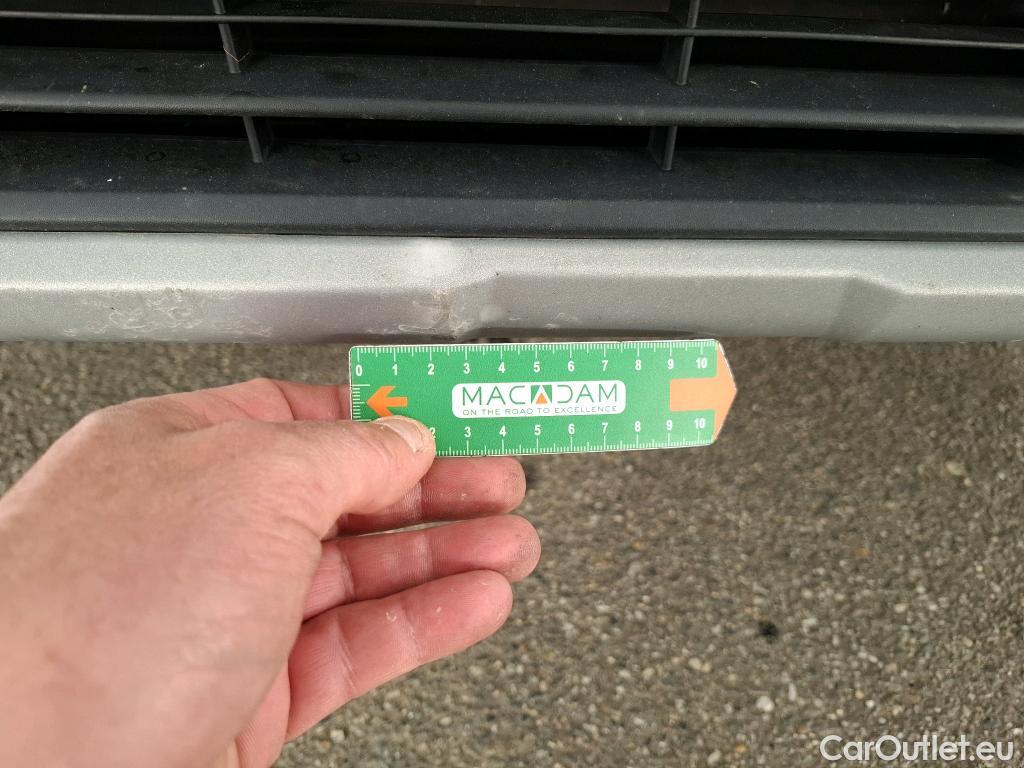 0 1 2 3 4 5 6 7 8 9 10
MACADAM
ON THE ROAD TO EXCELLENCE
2 3 4 5 6 7 8 9 10
CarOutlet.eu